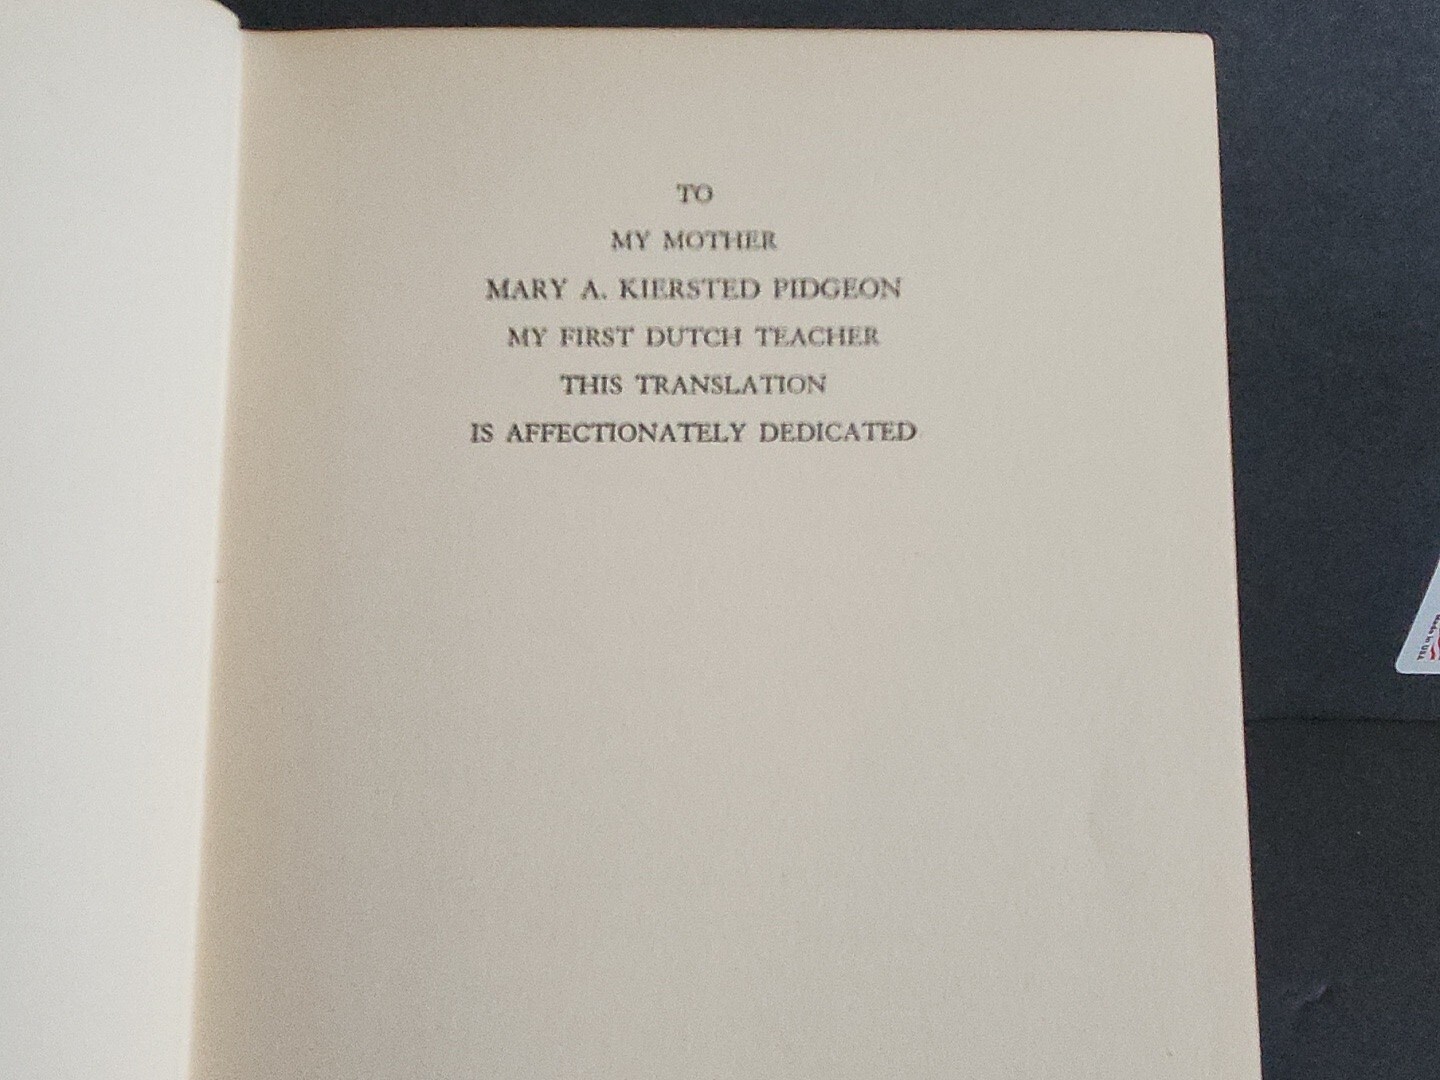 TO
MY MOTHER
MARY A. KIERSTED PIDGEON
MY FIRST DUTCH TEACHER
THIS TRANSLATION
IS AFFECTIONATELY DEDICATED